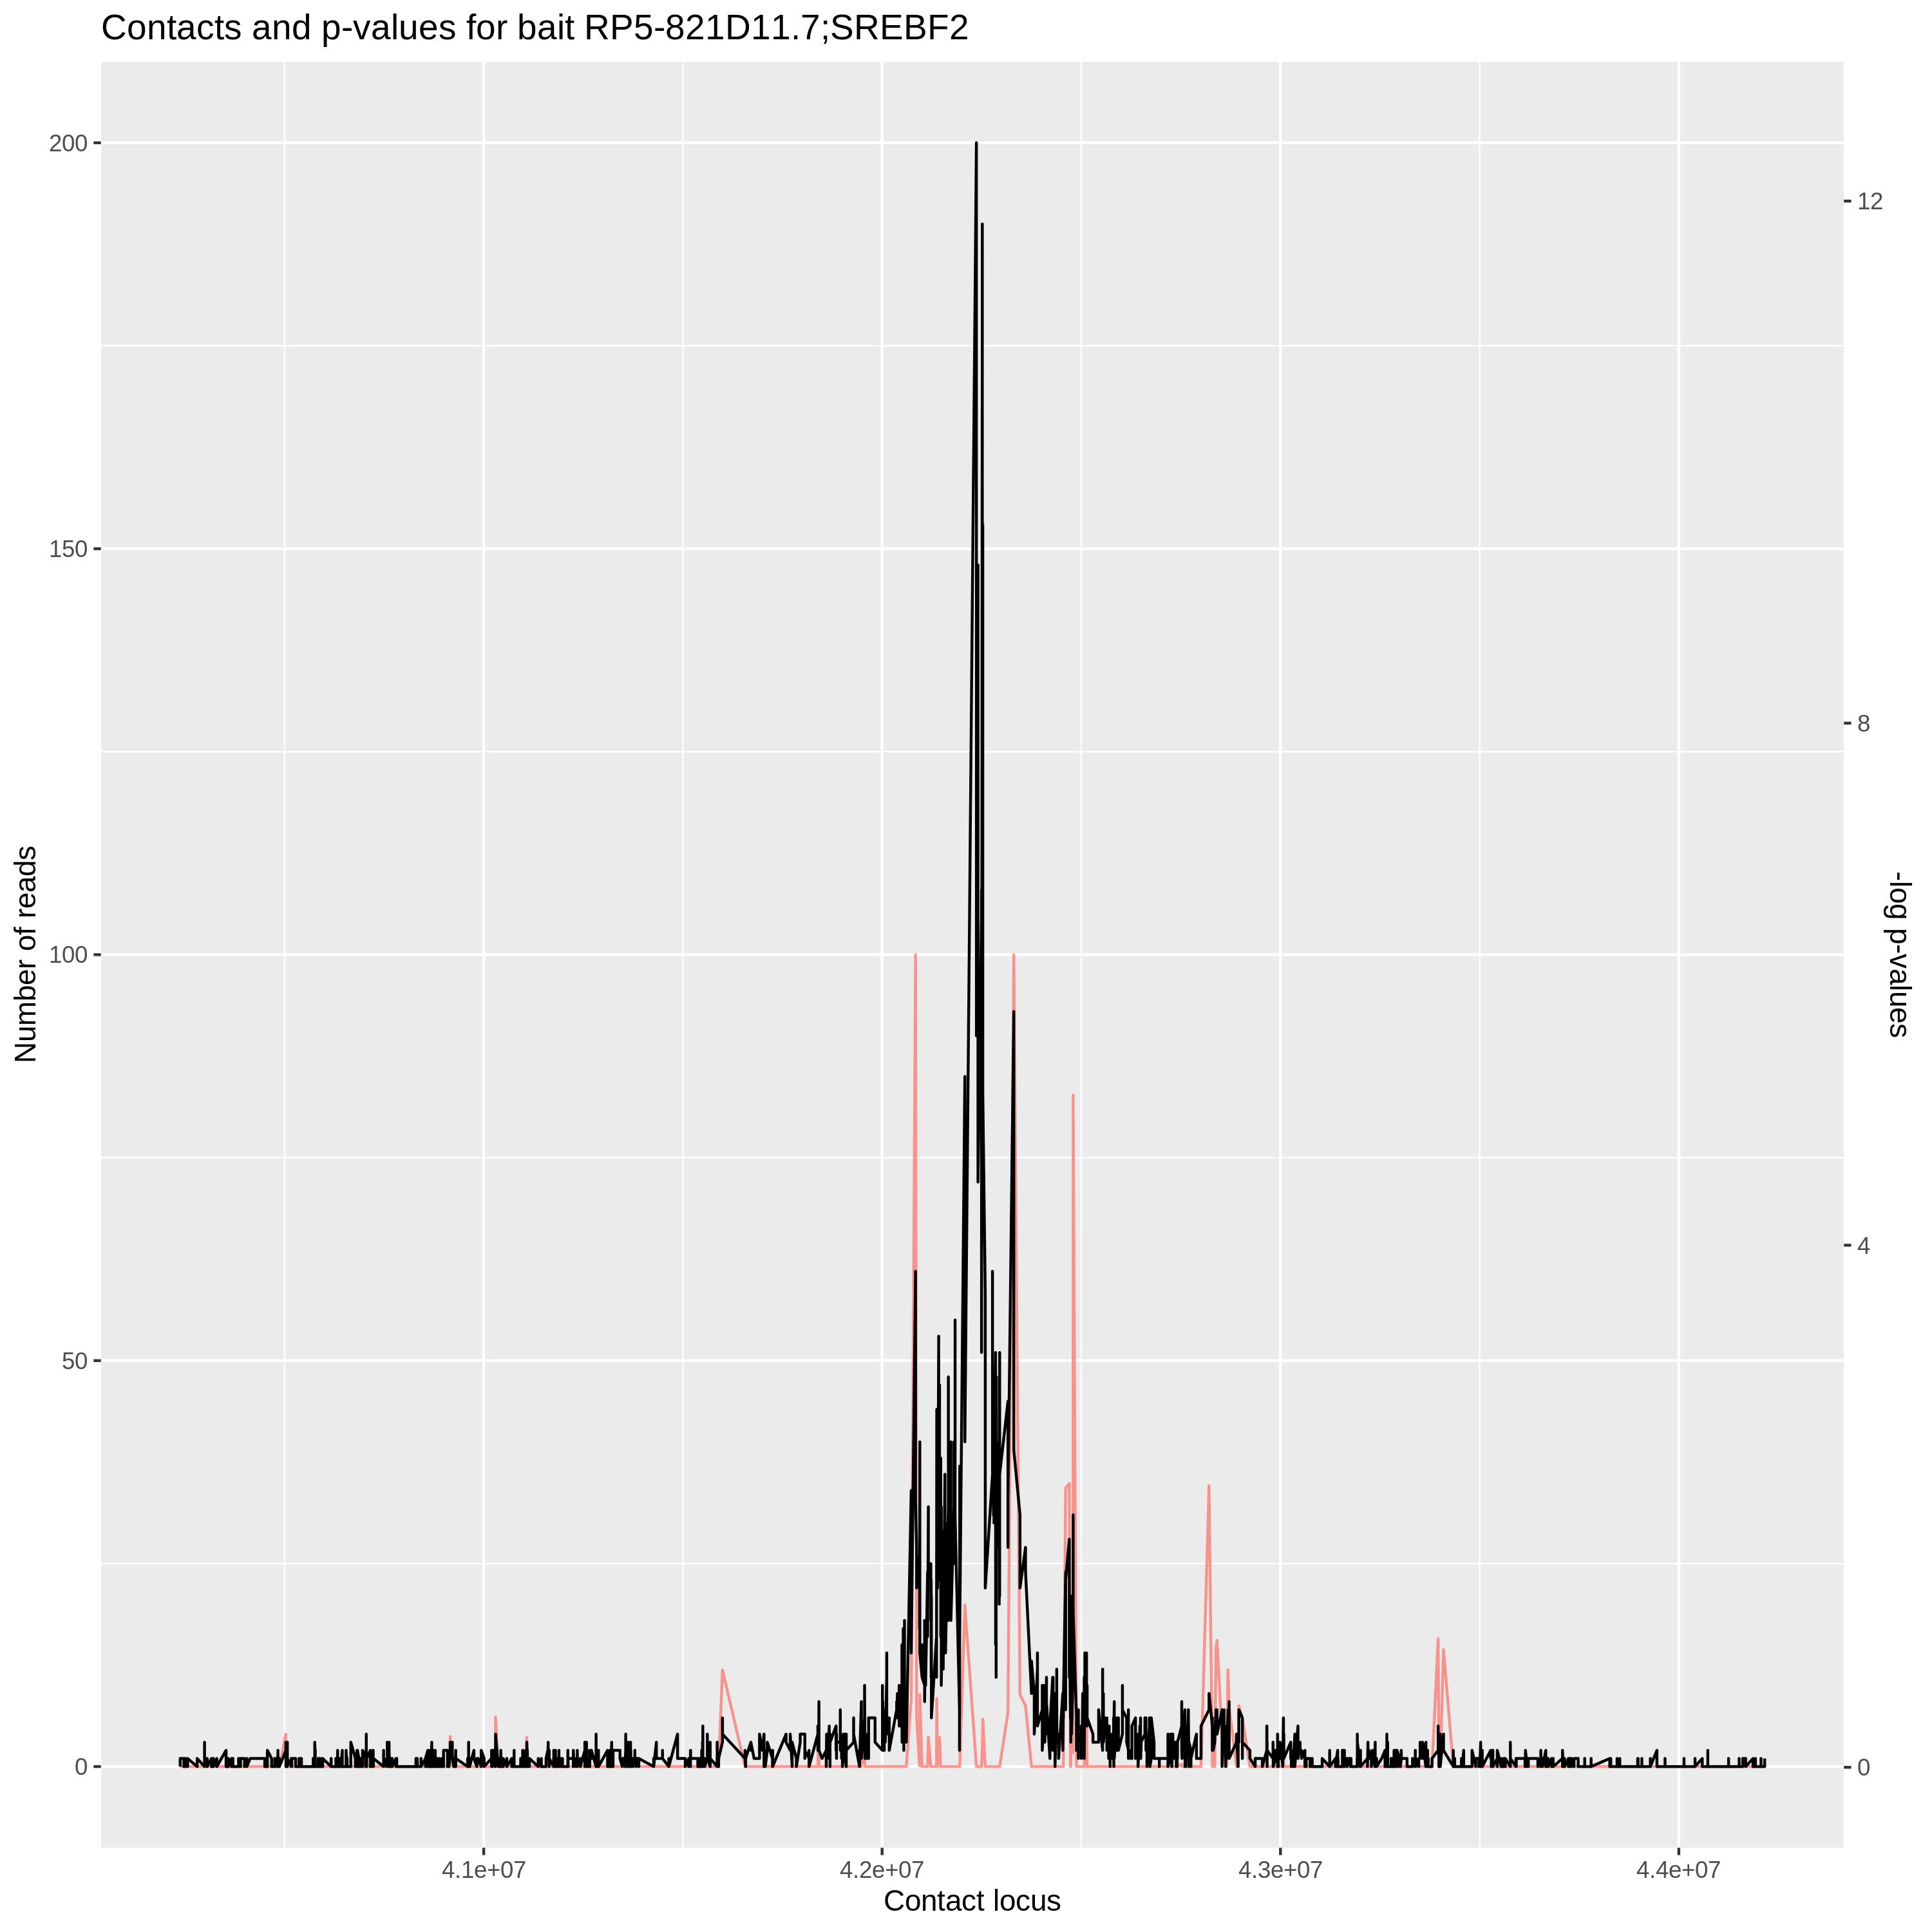 Contacts and p-values for bait RP5-821D11.7;SREBF2
200
150
100
50
0
Number of reads
12
8
4
0
-log p-values
4.1e+07
4.2e+07
4.3e+07
4.4e+07
Contact locus